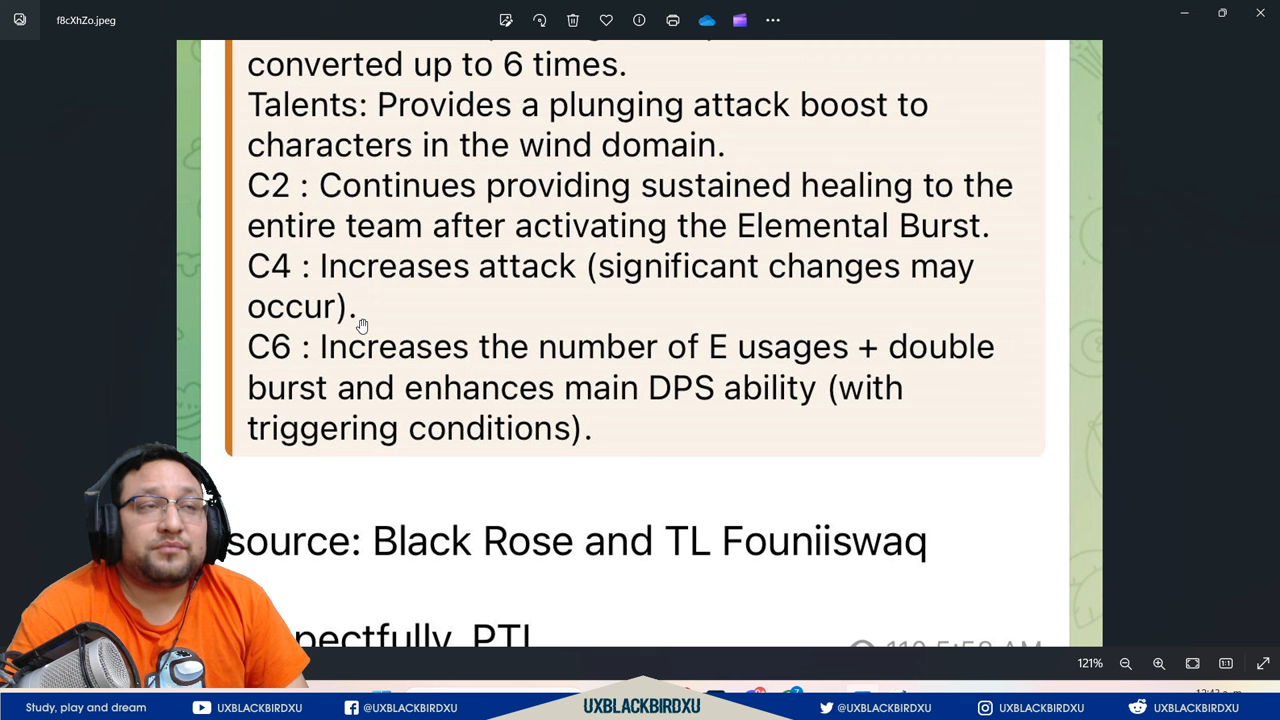 f8cXhZo.jpeg
converted up to 6 times.
Talents: Provides a plunging attack boost to
characters in the wind domain.
C2 : Continues providing sustained healing to the
entire team after activating the Elemental Burst.
C4 : Increases attack (significant changes may
occur).
C6 : Increases the number of E usages + double
burst and enhances main DPS ability (with
triggering conditions).
source: Black Rose and TL Founiiswaq
pectfully, PTL
121%
Study, play and dream
UXBLACKBIRDXU
@UXBLACKBIRDXU
UXBLACKBIRDXU
@UXBLACKBIRDXU
UXBLACKBIRDXU
UXBLACKBIRDXU